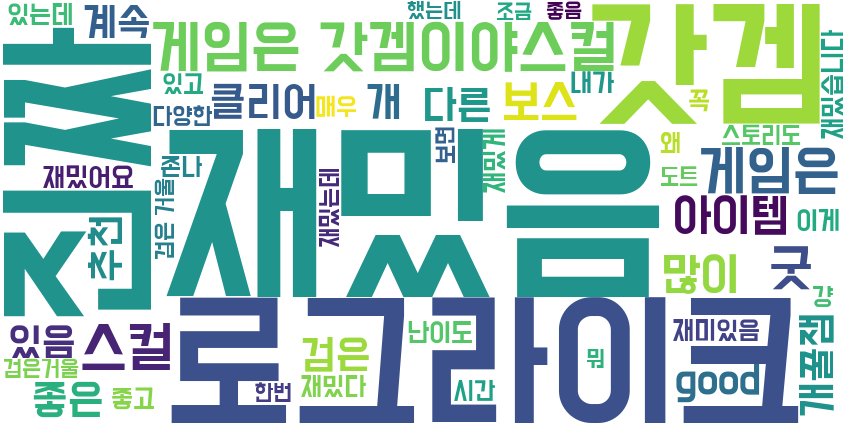 있는데
계속
게임은 갓겜이야스컬
했는데
조금
좋음
갓겜
진짜
있고
클리어
다양한
매우
개
다른
보스
내가
꼭
재밌습니다
재밌음
존나
재밌어요
검은 거울
추천
재밌는데
보면
재밌게
왜
스토리도
도트
게임은
아이템
이게
많이
굿
걍
로그라이크
있음
스컬
검은거울
좋은
좋고
한번
검은
재밌다
난이도
시간
뭐
재미있음
good
개꿀잼